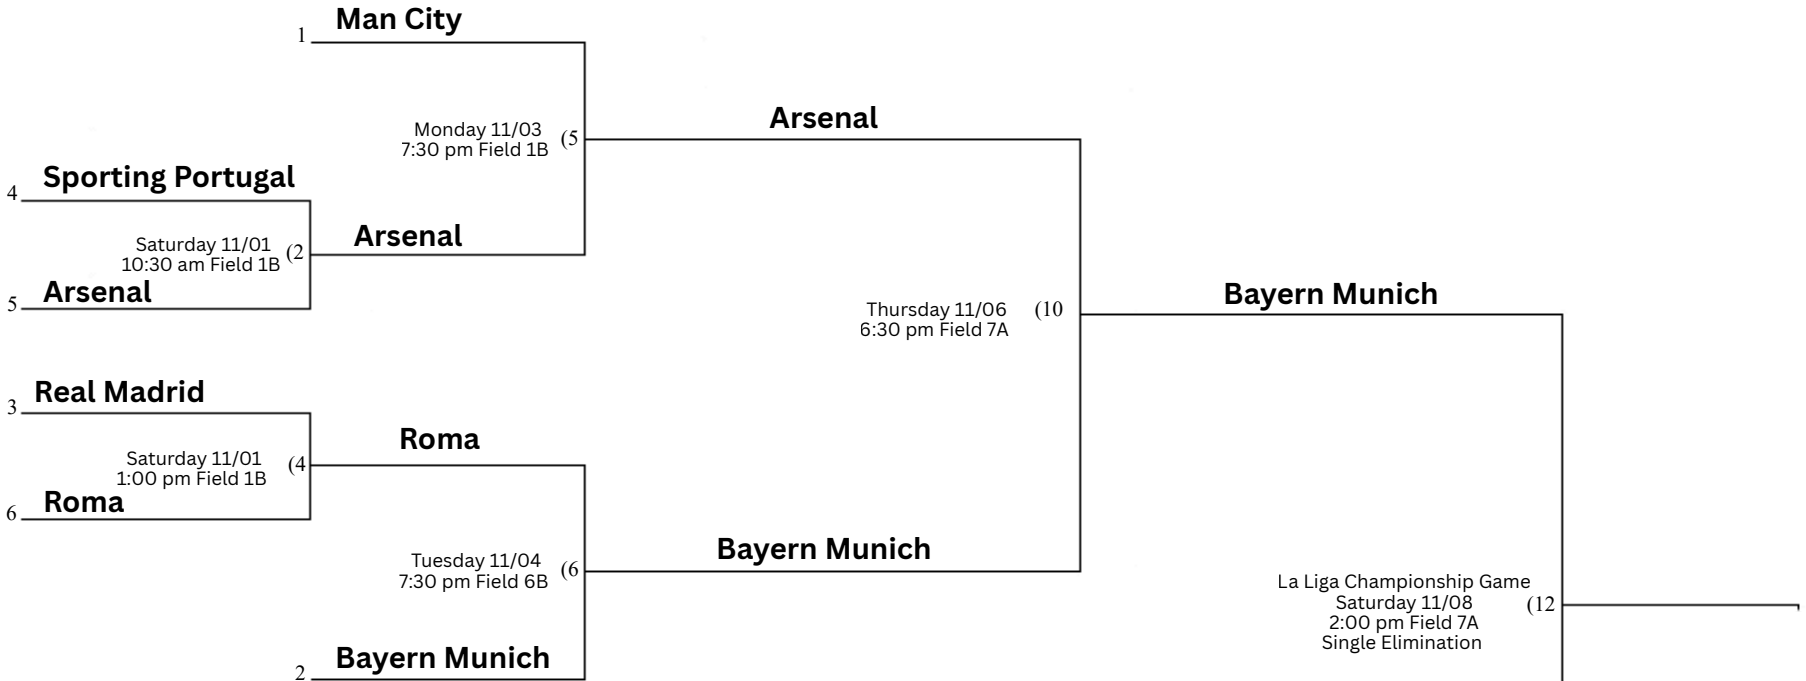 Man City
1
Arsenal
Monday 11/03
7:30 pm Field 1B
(5
Sporting Portugal
4
Arsenal
Saturday 11/01
10:30 am Field 1B
(2
Arsenal
5
Bayern Munich
Thursday 11/06
6:30 pm Field 7A
(10
Real Madrid
3
Roma
Saturday 11/01
1:00 pm Field 1B
(4
Roma
6
Bayern Munich
Tuesday 11/04
7:30 pm Field 6B
(6
La Liga Championship Game
Saturday 11/08
2:00 pm Field 7A
Single Elimination
(12
Bayern Munich
2